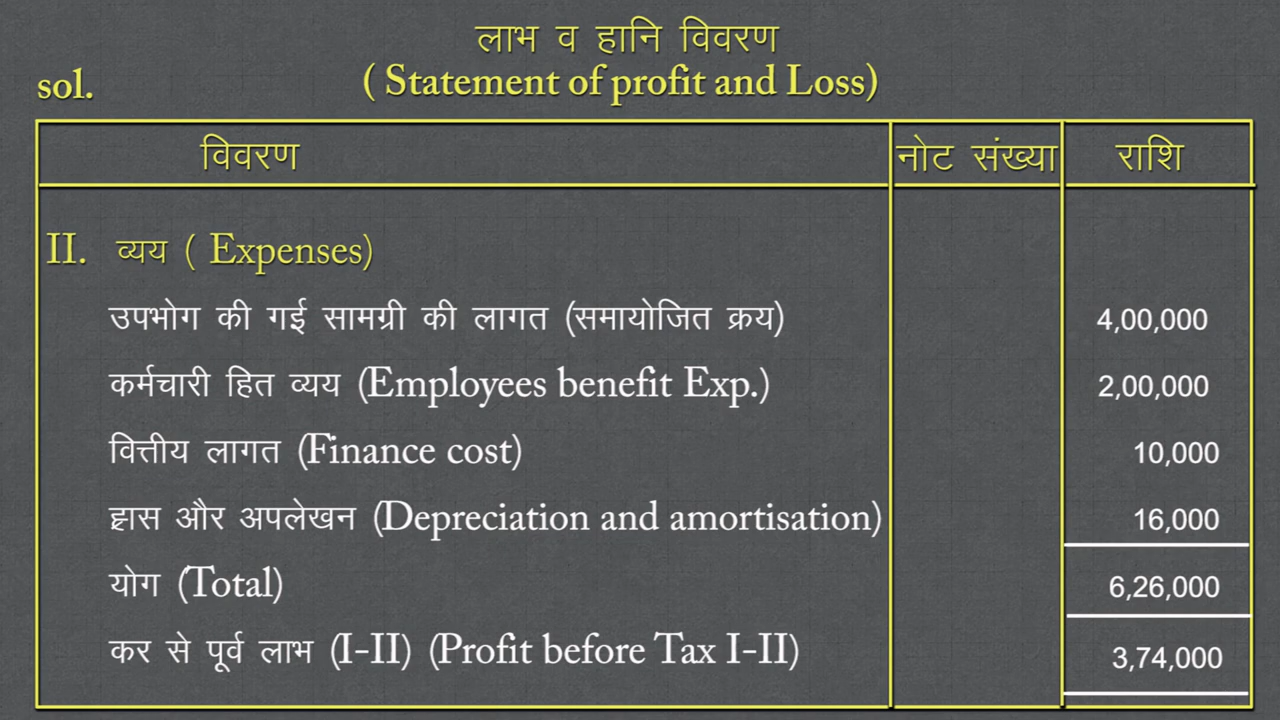 लाभ व हानि विवरण
sol. ( Statement of profit and Loss)
विवरण नोट संख्या राशि
II. व्यय ( Expenses)
उपभोग की गई सामग्री की लागत (समायोजित क्रय) 4,00,000
कर्मचारी हित व्यय (Employees benefit Exp.) 2,00,000
वित्तीय लागत (Finance cost) 10,000
ह्रास और अपलेखन (Depreciation and amortisation) 16,000
योग (Total) 6,26,000
कर से पूर्व लाभ (I-II) (Profit before Tax I-II) 3,74,000